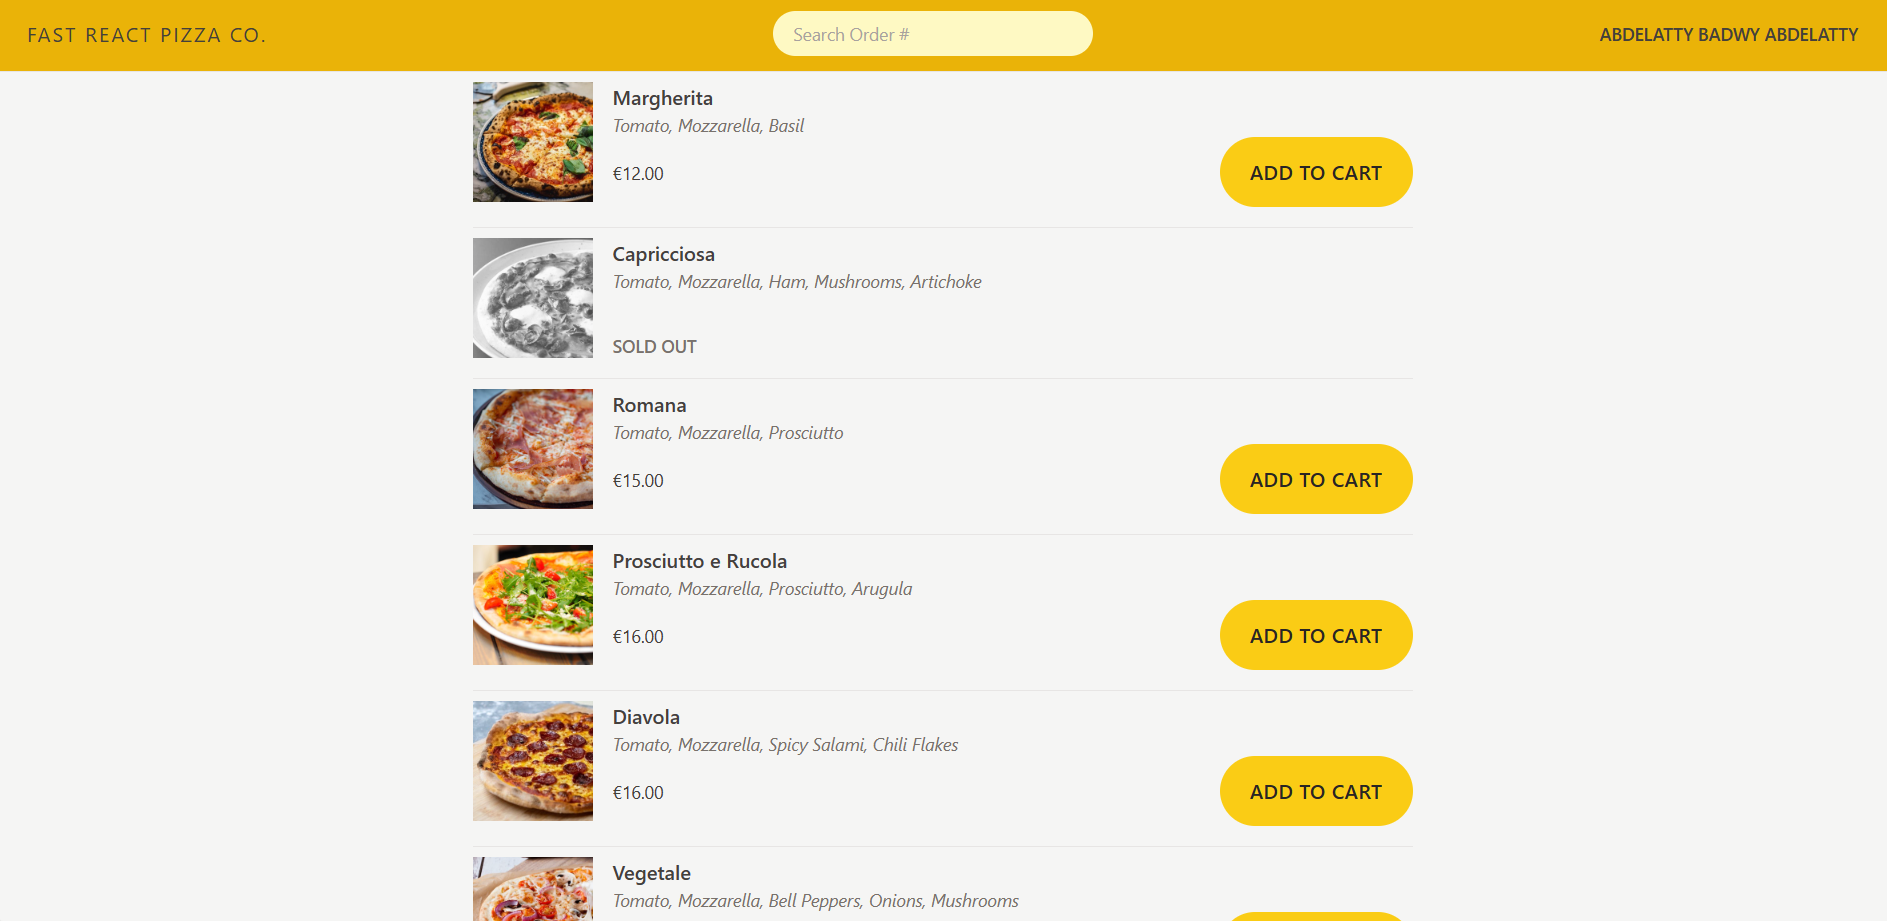 FAST REACT PIZZA CO.
Search Order #
ABDELATTY BADWY ABDELATTY
Margherita
Tomato, Mozzarella, Basil
€12.00
ADD TO CART
Capricciosa
Tomato, Mozzarella, Ham, Mushrooms, Artichoke
SOLD OUT
Romana
Tomato, Mozzarella, Prosciutto
€15.00
ADD TO CART
Prosciutto e Rucola
Tomato, Mozzarella, Prosciutto, Arugula
€16.00
ADD TO CART
Diavola
Tomato, Mozzarella, Spicy Salami, Chili Flakes
€16.00
ADD TO CART
Vegetale
Tomato, Mozzarella, Bell Peppers, Onions, Mushrooms